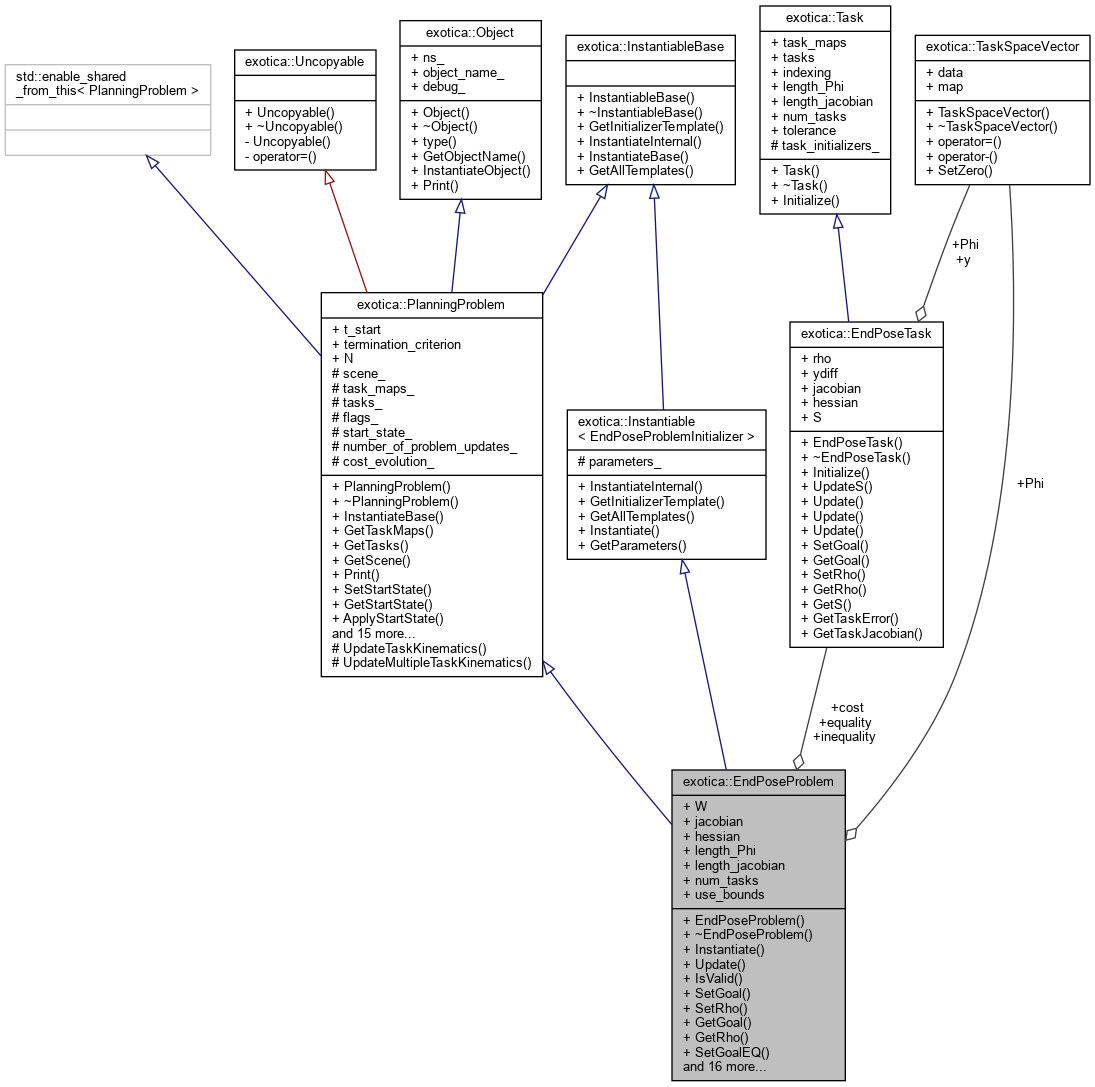 std::enable_shared
_from_this< PlanningProblem >
exotica::Uncopyable
+ Uncopyable()
+ ~Uncopyable()
- Uncopyable()
- operator=()
exotica::Object
+ ns_
+ object_name_
+ debug_
+ Object()
+ ~Object()
+ type()
+ GetObjectName()
+ InstantiateObject()
+ Print()
exotica::InstantiableBase
+ InstantiableBase()
+ ~InstantiableBase()
+ GetInitializerTemplate()
+ InstantiateInternal()
+ InstantiateBase()
+ GetAllTemplates()
exotica::Task
+ task_maps
+ tasks
+ indexing
+ length_Phi
+ length_jacobian
+ num_tasks
+ tolerance
# task_initializers_
+ Task()
+ ~Task()
+ Initialize()
exotica::TaskSpaceVector
+ data
+ map
+ TaskSpaceVector()
+ ~TaskSpaceVector()
+ operator=()
+ operator-()
+ SetZero()
+Phi
+y
exotica::PlanningProblem
+ t_start
+ termination_criterion
+ N
# scene_
# task_maps_
# tasks_
# flags_
# start_state_
# number_of_problem_updates_
# cost_evolution_
+ PlanningProblem()
+ ~PlanningProblem()
+ InstantiateBase()
+ GetTaskMaps()
+ GetTasks()
+ GetScene()
+ Print()
+ SetStartState()
+ GetStartState()
+ ApplyStartState()
and 15 more...
# UpdateTaskKinematics()
# UpdateMultipleTaskKinematics()
exotica::Instantiable
< EndPoseProblemInitializer >
# parameters_
+ InstantiateInternal()
+ GetInitializerTemplate()
+ GetAllTemplates()
+ Instantiate()
+ GetParameters()
exotica::EndPoseTask
+ rho
+ ydiff
+ jacobian
+ hessian
+ S
+ EndPoseTask()
+ ~EndPoseTask()
+ Initialize()
+ UpdateS()
+ Update()
+ Update()
+ Update()
+ SetGoal()
+ GetGoal()
+ SetRho()
+ GetRho()
+ GetS()
+ GetTaskError()
+ GetTaskJacobian()
+Phi
+cost
+equality
+inequality
exotica::EndPoseProblem
+ W
+ jacobian
+ hessian
+ length_Phi
+ length_jacobian
+ num_tasks
+ use_bounds
+ EndPoseProblem()
+ ~EndPoseProblem()
+ Instantiate()
+ Update()
+ IsValid()
+ SetGoal()
+ SetRho()
+ GetGoal()
+ GetRho()
+ SetGoalEQ()
and 16 more...